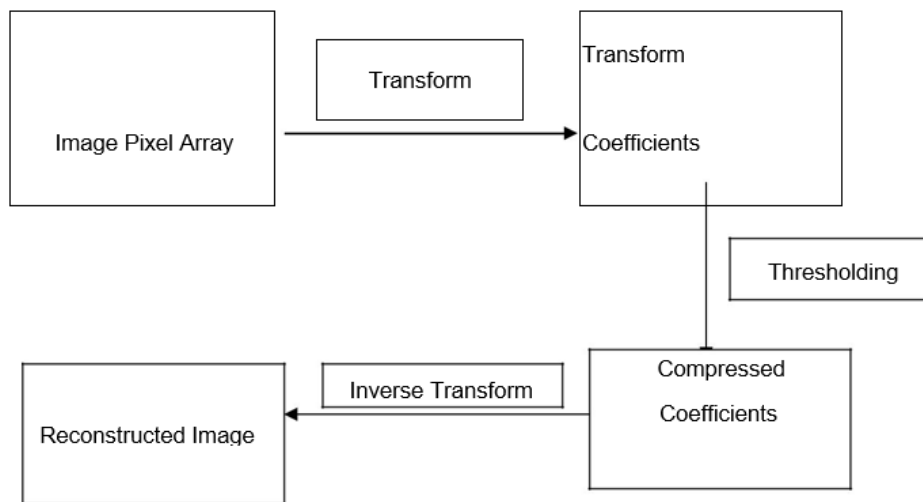 Image Pixel Array
Transform
Transform
Coefficients
Thresholding
Compressed
Coefficients
Inverse Transform
Reconstructed Image